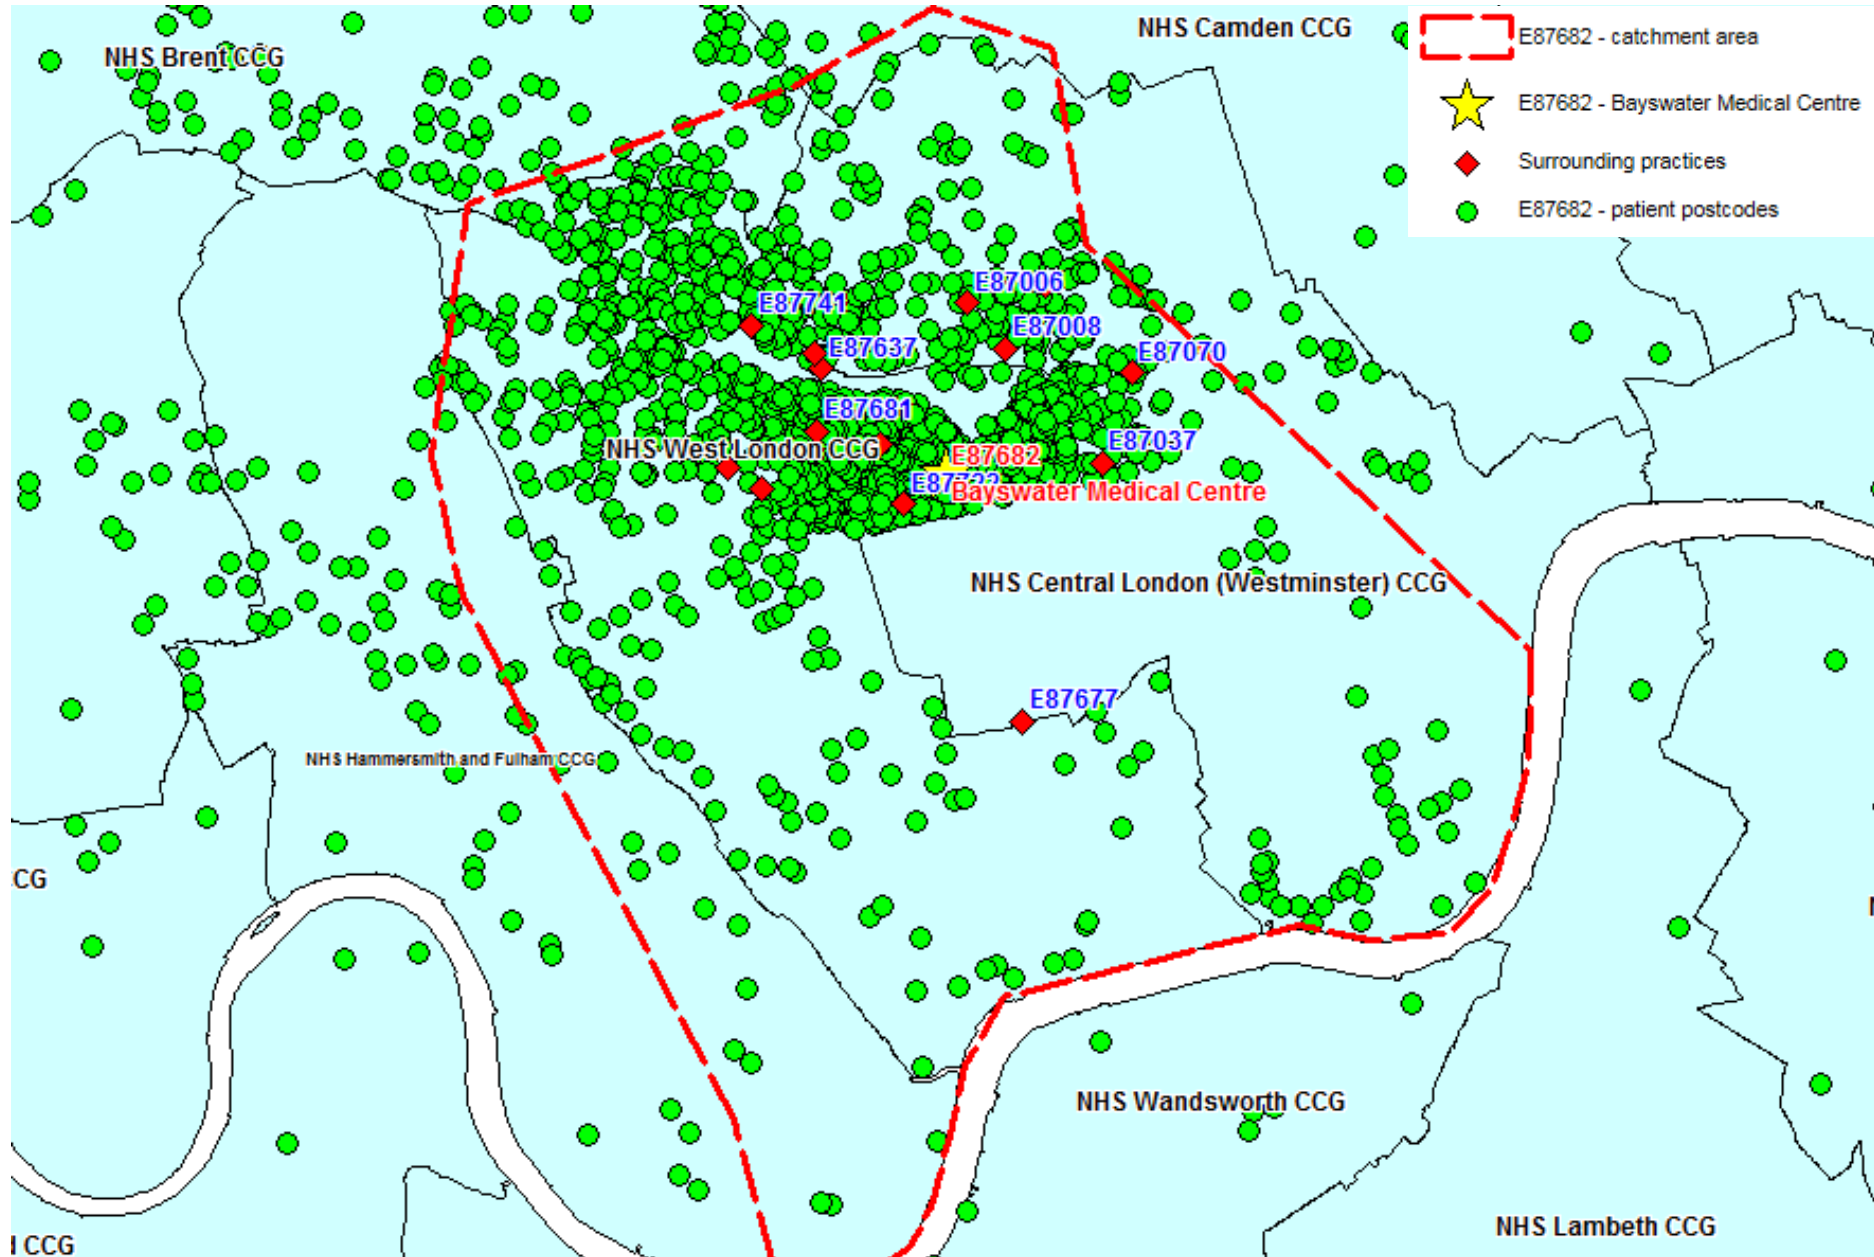 NHS Brent CCG
NHS Camden CCG
E87682 - catchment area
E87682 - Bayswater Medical Centre
Surrounding practices
E87682 - patient postcodes
E87006
E87741
E87008
E87637
E87070
E87681
E87037
NHS West London CCG
E87682
Bayswater Medical Centre
NHS Central London (Westminster) CCG
E87677
NHS Hammersmith and Fulham CCG
CCG
NHS Wandsworth CCG
NHS Lambeth CCG
CCG